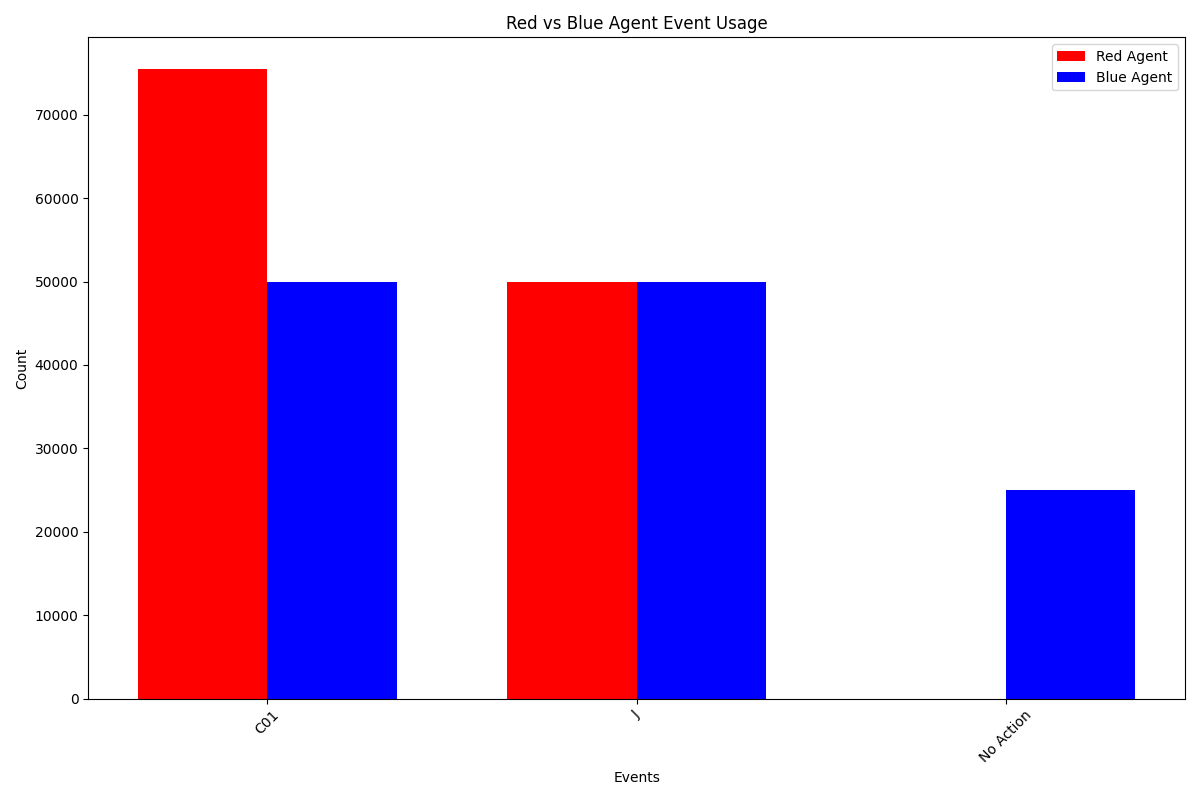 Red vs Blue Agent Event Usage
Red Agent
Blue Agent
70000
60000
50000
40000
30000
20000
10000
0
Count
C01
J
No Action
Events